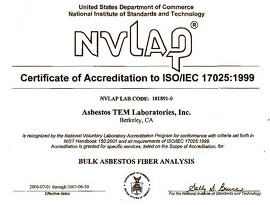 United States Department of Commerce
National Institute of Standards and Technology
NVLAP®
Certificate of Accreditation to ISO/IEC 17025:1999
NVLAP LAB CODE: 101891-0
Asbestos TEM Laboratories, Inc.
Berkeley, CA
is recognized by the National Voluntary Laboratory Accreditation Program for conformance with criteria set forth in
NIST Handbook 150:2001 and all requirements of ISO/IEC 17025:1999.
Accreditation is granted for specific services, listed on the Scope of Accreditation, for:
BULK ASBESTOS FIBER ANALYSIS
2006-07-01 through 2007-06-30
Effective dates
For the National Institute of Standards and Technology